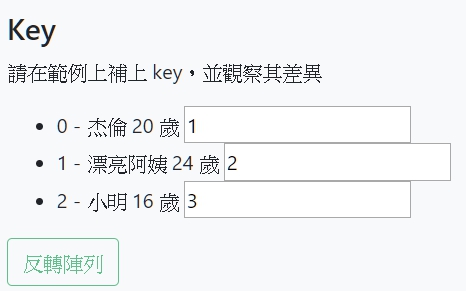 Key
請在範例上補上 key，並觀察其差異
0 - 杰倫 20 歲 1
1 - 漂亮阿姨 24 歲 2
2 - 小明 16 歲 3
反轉陣列